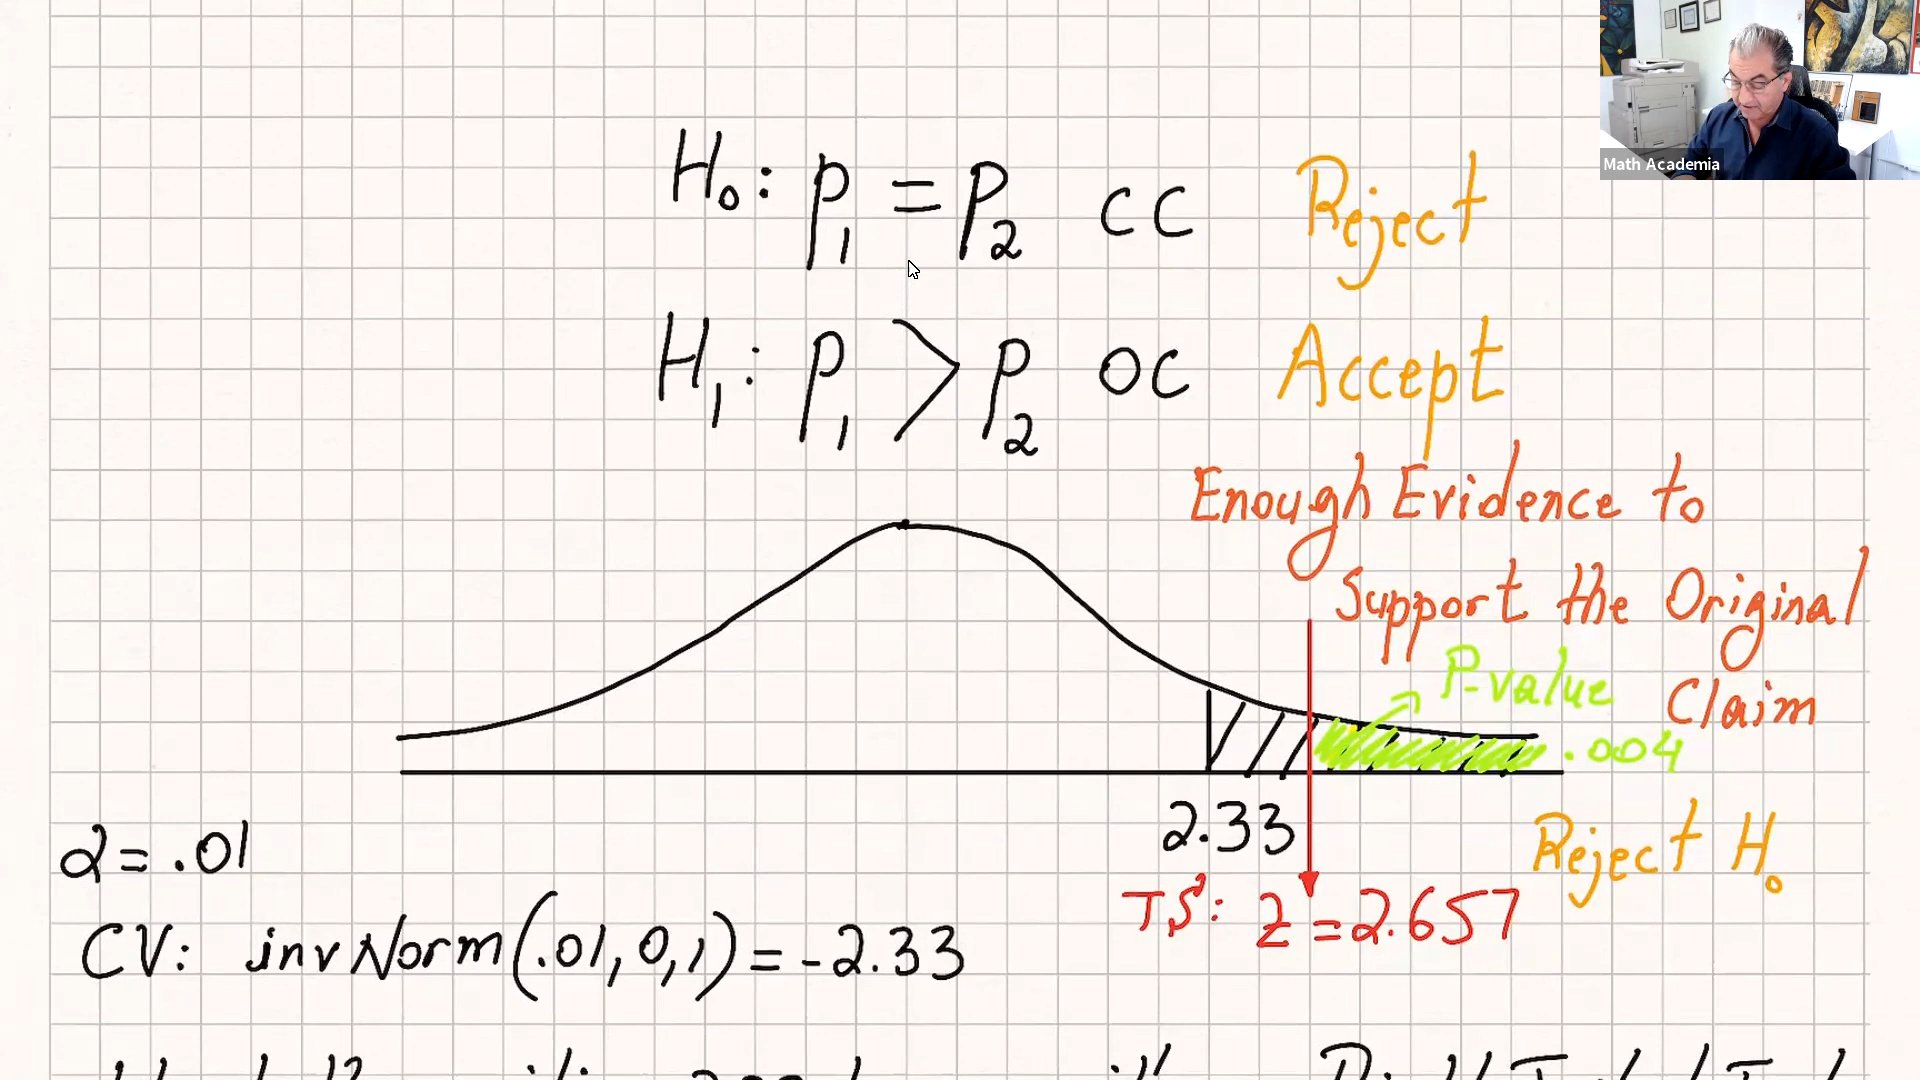 Math Academia
H₀: p₁ = p₂ CC Reject
H₁: p₁ > p₂ OC Accept
Enough Evidence to
Support the Original
Claim
P-value
.004
2.33
Reject H₀
α = .01
TS: z = 2.657
CV: invNorm(.01, 0, 1) = -2.33